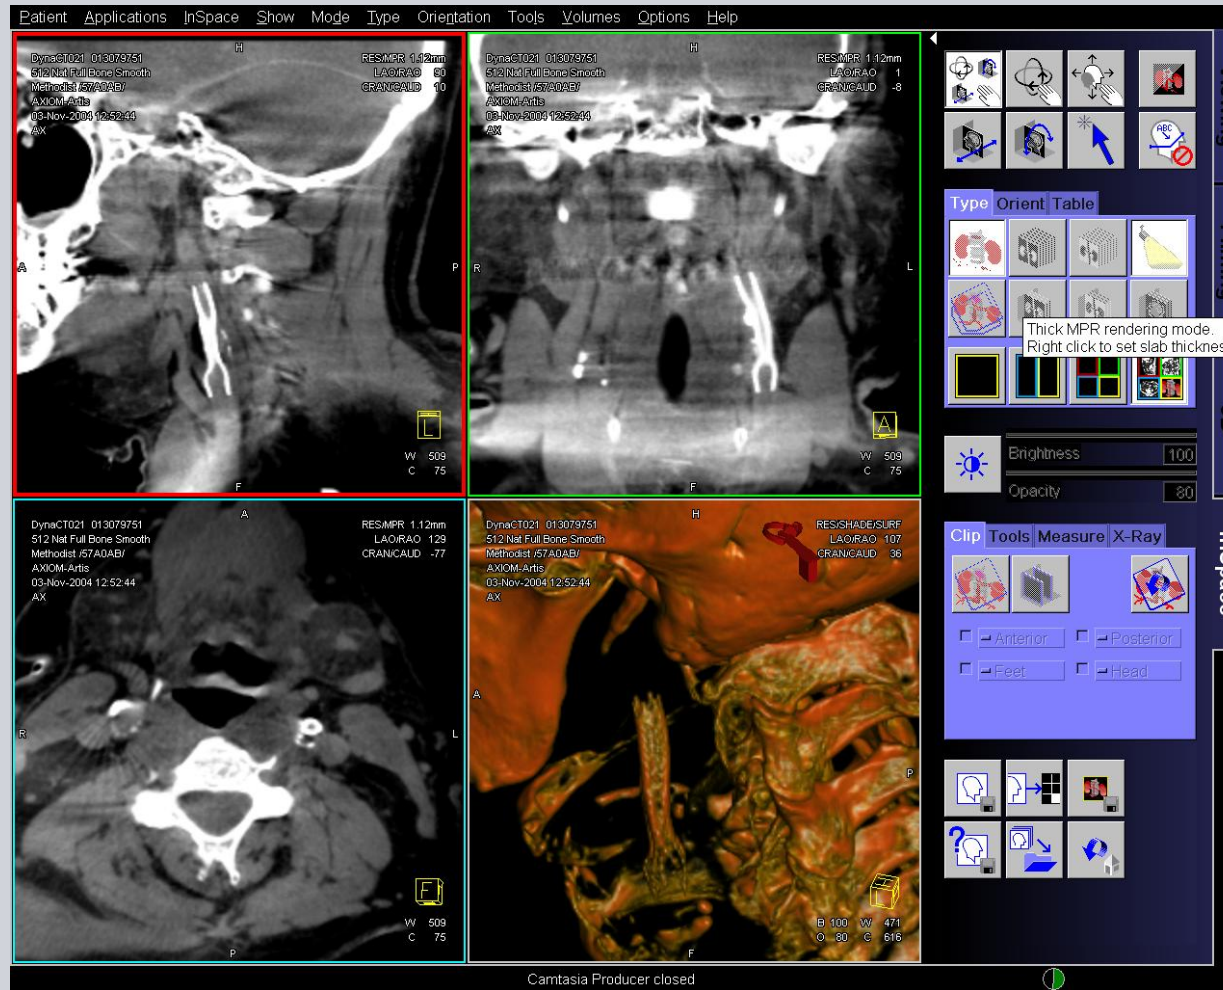 Patient Applications InSpace Show Mode Type Orientation Tools Volumes Options Help
H
DynaCT021 013079751
512 Nat Full Bone Smooth
Methodist /57A0AB/
AXIOM-Artis
03-Nov-2004 12:52:44
AX
RES/MPR 1.12mm
LAO/RAO 90
CRAN/CAUD 10
A
P
L
W 509
C 75
F
H
DynaCT021 013079751
512 Nat Full Bone Smooth
Methodist /57A0AB/
AXIOM-Artis
03-Nov-2004 12:52:44
AX
RES/MPR 1.12mm
LAO/RAO 1
CRAN/CAUD -8
R
L
A
W 509
C 75
F
A
DynaCT021 013079751
512 Nat Full Bone Smooth
Methodist /57A0AB/
AXIOM-Artis
03-Nov-2004 12:52:44
AX
RES/MPR 1.12mm
LAO/RAO 129
CRAN/CAUD -77
R
L
F
W 509
C 75
P
H
DynaCT021 013079751
512 Nat Full Bone Smooth
Methodist /57A0AB/
AXIOM-Artis
03-Nov-2004 12:52:44
AX
RES/SHADE/SURF
LAO/RAO 107
CRAN/CAUD 36
A
P
H
L
B 100 W 471
O 80 C 616
F
ABC
Type Orient Table
Thick MPR rendering mode.
Right click to set slab thicknes
Brightness 100
Opacity 80
Clip Tools Measure X-Ray
Anterior Posterior
Feet Head
?
Camtasia Producer closed